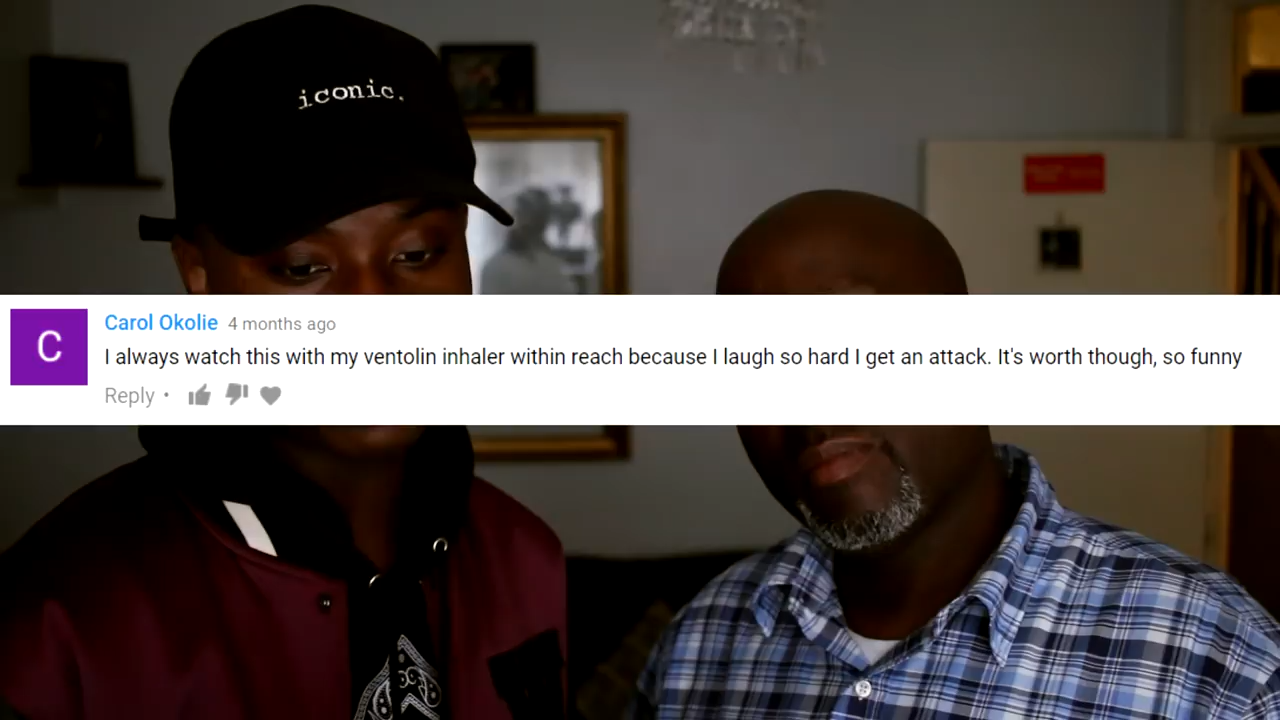 iconic.
C
Carol Okolie 4 months ago
I always watch this with my ventolin inhaler within reach because I laugh so hard I get an attack. It's worth though, so funny
Reply •